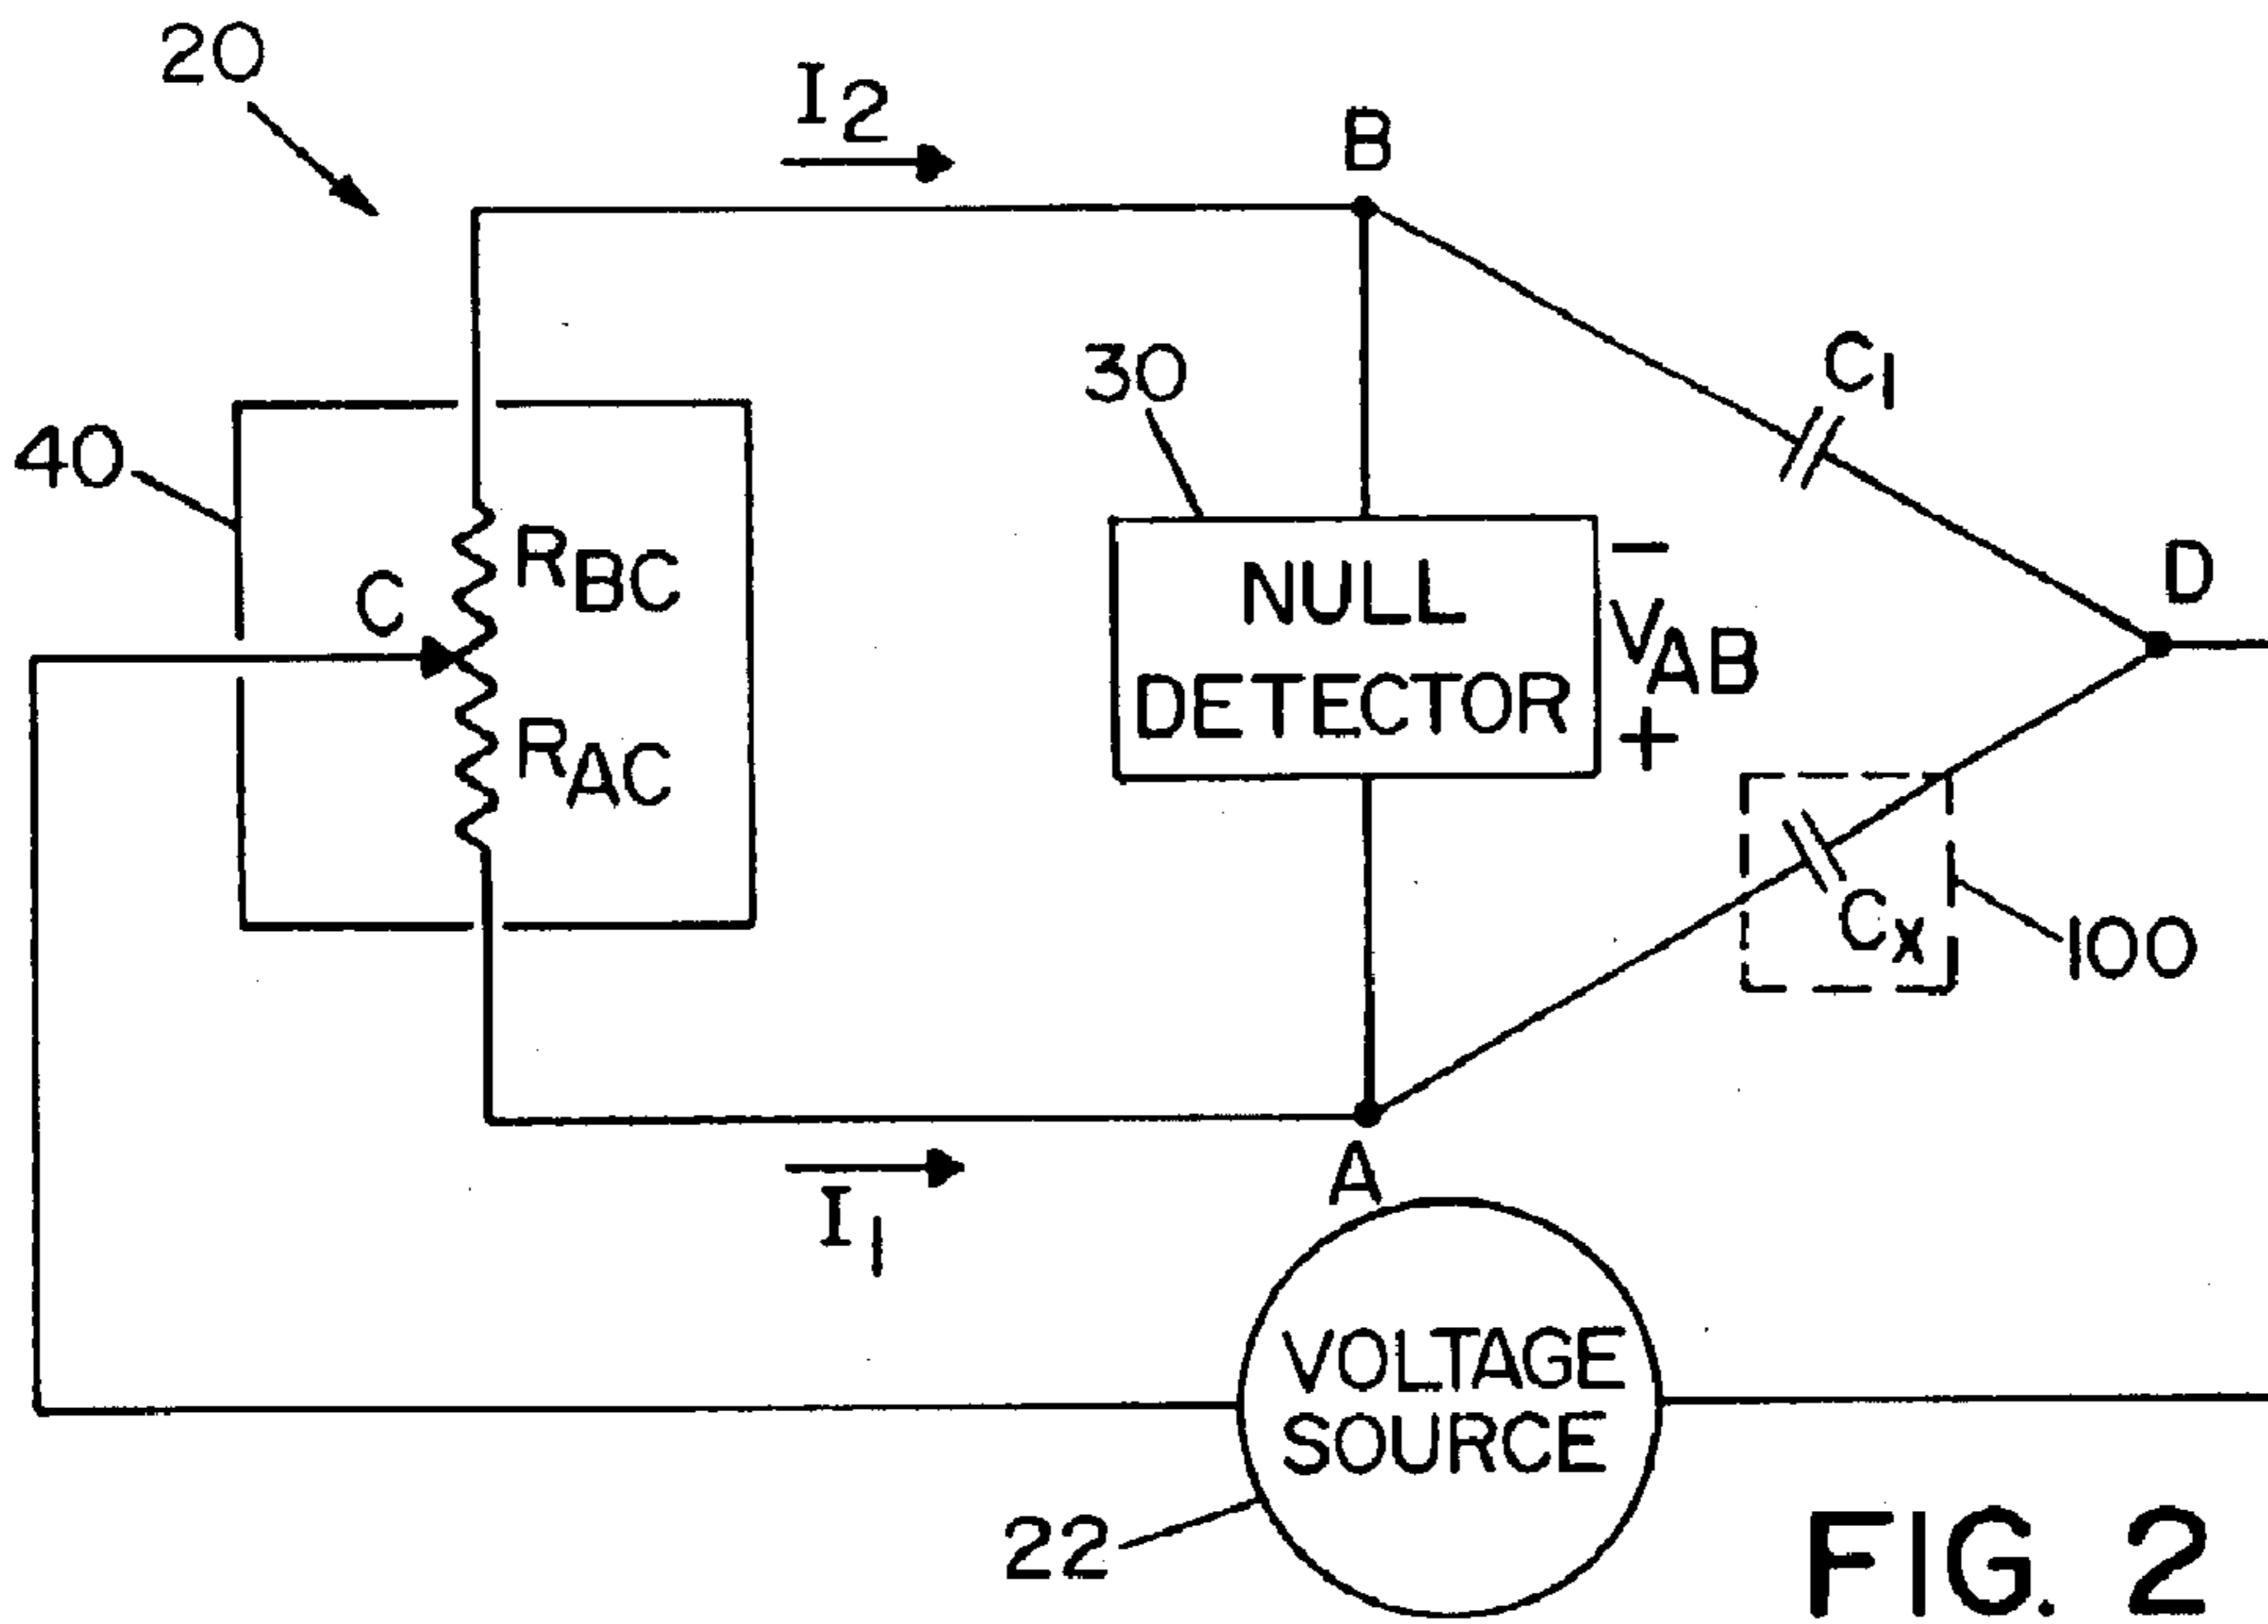 20
I2
B
C1
30
40
D
RBC
C
NULL
DETECTOR
−
VAB
+
RAC
CX
100
A
I1
VOLTAGE
SOURCE
22
FIG. 2